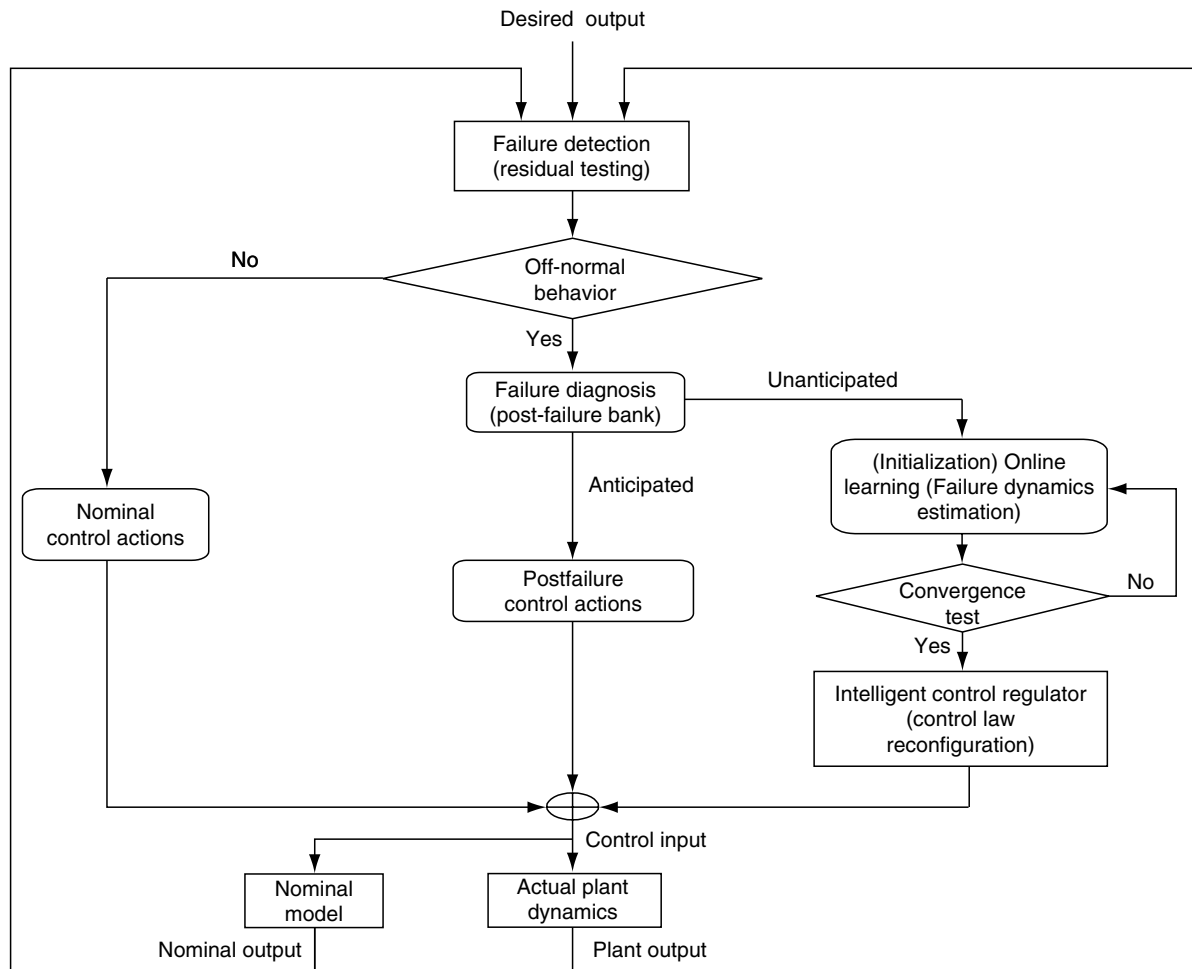 Desired output
Failure detection
(residual testing)
No
Off-normal
behavior
Yes
Failure diagnosis
(post-failure bank)
Unanticipated
(Initialization) Online
learning (Failure dynamics
estimation)
Anticipated
Nominal
control actions
Postfailure
control actions
Convergence
test
No
Yes
Intelligent control regulator
(control law
reconfiguration)
Control input
Nominal
model
Actual plant
dynamics
Nominal output
Plant output